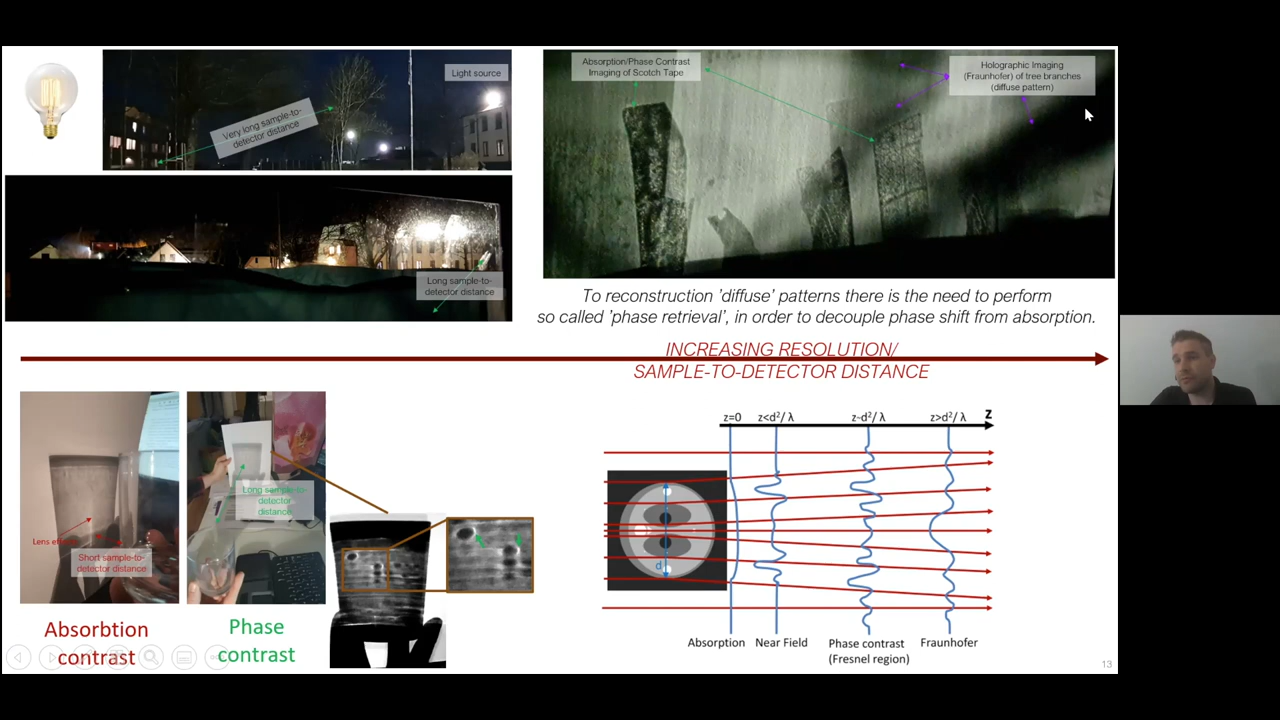 Light source
Very long sample-to-
detector distance
Absorption/Phase Contrast
Imaging of Scotch Tape
Holographic Imaging
(Fraunhofer) of tree branches
(diffuse pattern)
Long sample-to-
detector distance
To reconstruction 'diffuse' patterns there is the need to perform
so called 'phase retrieval', in order to decouple phase shift from absorption.
INCREASING RESOLUTION/
SAMPLE-TO-DETECTOR DISTANCE
Short sample-to-
detector distance
Absorbtion
contrast
Long sample-to-
detector
distance
Phase
contrast
z=0
z<d²/ λ
z~d²/ λ
z>d²/ λ
Z
d
Absorption
Near Field
Phase contrast
(Fresnel region)
Fraunhofer
13